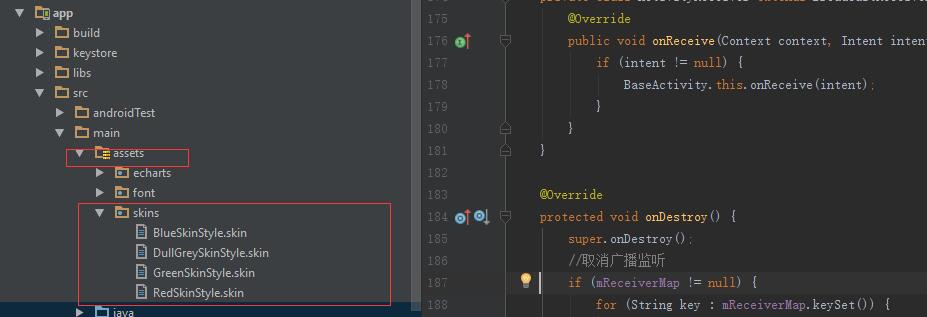 app
build
keystore
libs
src
androidTest
main
assets
echarts
font
skins
BlueSkinStyle.skin
DullGreySkinStyle.skin
GreenSkinStyle.skin
RedSkinStyle.skin
java
175 @Override
176 public void onReceive(Context context, Intent inten
177 if (intent != null) {
178 BaseActivity.this.onReceive(intent);
179 }
180 }
181 }
183 @Override
184 protected void onDestroy() {
185 super.onDestroy();
186 //取消广播监听
187 if (mReceiverMap != null) {
188 for (String key : mReceiverMap.keySet()) {